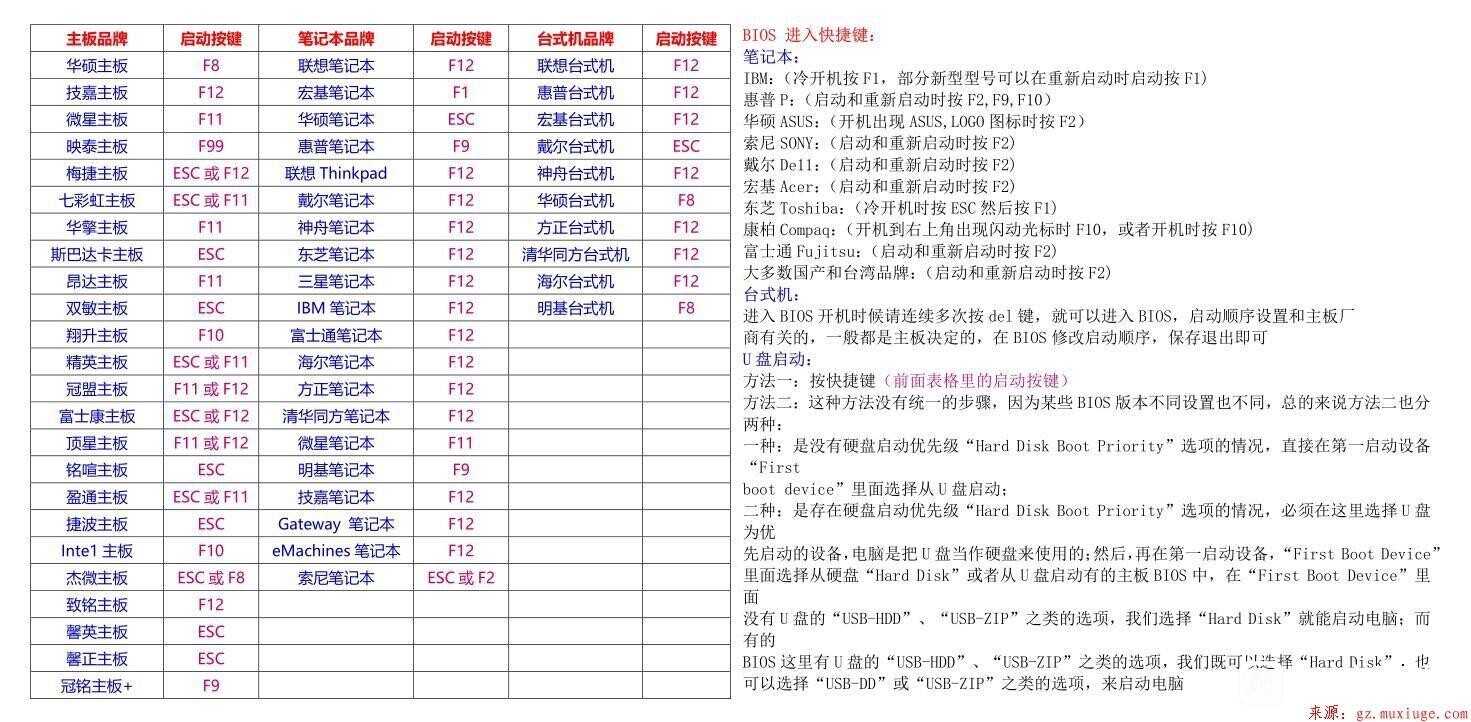 主板品牌 启动按键 笔记本品牌 启动按键 台式机品牌 启动按键
华硕主板 F8 联想笔记本 F12 联想台式机 F12
技嘉主板 F12 宏基笔记本 F1 惠普台式机 F12
微星主板 F11 华硕笔记本 ESC 宏基台式机 F12
映泰主板 F99 惠普笔记本 F9 戴尔台式机 ESC
梅捷主板 ESC 或 F12 联想 Thinkpad F12 神舟台式机 F12
七彩虹主板 ESC 或 F11 戴尔笔记本 F12 华硕台式机 F8
华擎主板 F11 神舟笔记本 F12 方正台式机 F12
斯巴达卡主板 ESC 东芝笔记本 F12 清华同方台式机 F12
昂达主板 F11 三星笔记本 F12 海尔台式机 F12
双敏主板 ESC IBM 笔记本 F12 明基台式机 F8
翔升主板 F10 富士通笔记本 F12
精英主板 ESC 或 F11 海尔笔记本 F12
冠盟主板 F11 或 F12 方正笔记本 F12
富士康主板 ESC 或 F12 清华同方笔记本 F12
顶星主板 F11 或 F12 微星笔记本 F11
铭喧主板 ESC 明基笔记本 F9
盈通主板 ESC 或 F11 技嘉笔记本 F12
捷波主板 ESC Gateway 笔记本 F12
Inte1 主板 F10 eMachines 笔记本 F12
杰微主板 ESC 或 F8 索尼笔记本 ESC 或 F2
致铭主板 F12
馨英主板 ESC
馨正主板 ESC
冠铭主板+ F9
BIOS 进入快捷键：
笔记本：
IBM：（冷开机按 F1，部分新型型号可以在重新启动时启动按 F1）
惠普 P：（启动和重新启动时按 F2,F9,F10）
华硕 ASUS：（开机出现 ASUS,LOGO 图标时按 F2）
索尼 SONY：（启动和重新启动时按 F2）
戴尔 De11：（启动和重新启动时按 F2）
宏基 Acer：（启动和重新启动时按 F2）
东芝 Toshiba：（冷开机时按 ESC 然后按 F1）
康柏 Compaq：（开机到右上角出现闪动光标时 F10，或者开机时按 F10）
富士通 Fujitsu：（启动和重新启动时按 F2）
大多数国产和台湾品牌：（启动和重新启动时按 F2）
台式机：
进入 BIOS 开机时候请连续多次按 del 键，就可以进入 BIOS，启动顺序设置和主板厂
商有关的，一般都是主板决定的，在 BIOS 修改启动顺序，保存退出即可
U 盘启动：
方法一：按快捷键（前面表格里的启动按键）
方法二：这种方法没有统一的步骤，因为某些 BIOS 版本不同设置也不同，总的来说方法二也分
两种：
一种：是没有硬盘启动优先级“Hard Disk Boot Priority”选项的情况，直接在第一启动设备
“First
boot device”里面选择从 U 盘启动；
二种：是存在硬盘启动优先级“Hard Disk Boot Priority”选项的情况，必须在这里选择 U 盘
为优
先启动的设备，电脑是把 U 盘当作硬盘来使用的；然后，再在第一启动设备，“First Boot Device”
里面选择从硬盘“Hard Disk”或者从 U 盘启动有的主板 BIOS 中，在“First Boot Device”里
面
没有 U 盘的“USB-HDD”、“USB-ZIP”之类的选项，我们选择“Hard Disk”就能启动电脑；而
有的
BIOS 这里有 U 盘的“USB-HDD”、“USB-ZIP”之类的选项，我们既可以选择“Hard Disk”．也
可以选择“USB-DD”或“USB-ZIP”之类的选项，来启动电脑
来源：gz.muxiuge.com